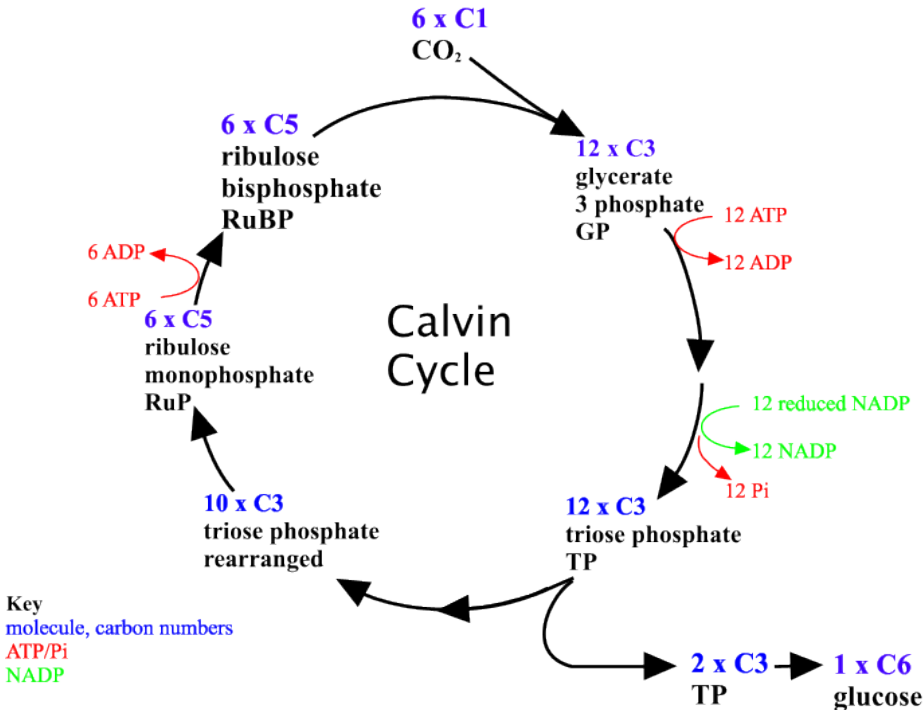 6 x C1
CO₂
6 x C5
ribulose
bisphosphate
RuBP
12 x C3
glycerate
3 phosphate
GP
12 ATP
12 ADP
6 ADP
6 ATP
6 x C5
ribulose
monophosphate
RuP
Calvin
Cycle
12 reduced NADP
12 NADP
12 Pi
10 x C3
triose phosphate
rearranged
12 x C3
triose phosphate
TP
Key
molecule, carbon numbers
ATP/Pi
NADP
2 x C3
TP
1 x C6
glucose